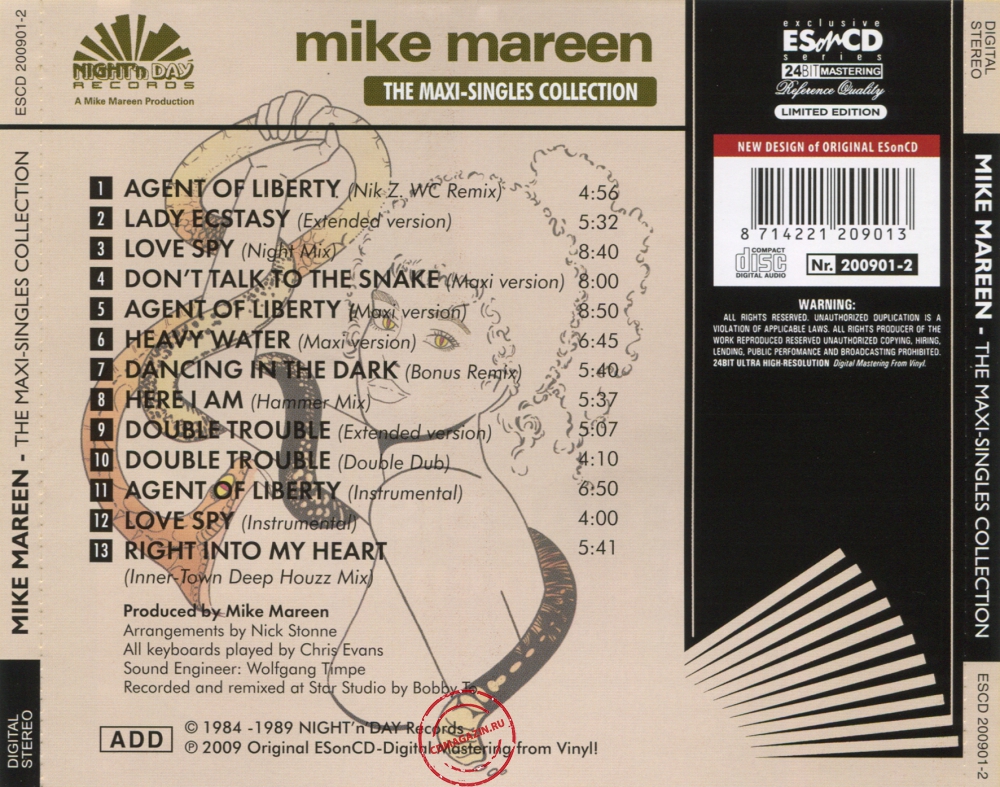 ESCD 200901-2
MIKE MAREEN - THE MAXI-SINGLES COLLECTION
DIGITAL
STEREO
NIGHT'n DAY
RECORDS
A Mike Mareen Production
mike mareen
THE MAXI-SINGLES COLLECTION
1 AGENT OF LIBERTY (Nik Z. WC Remix) 4:56
2 LADY ECSTASY (Extended version) 5:32
3 LOVE SPY (Night Mix) 8:40
4 DON'T TALK TO THE SNAKE (Maxi version) 8:00
5 AGENT OF LIBERTY (Maxi version) 8:50
6 HEAVY WATER (Maxi version) 6:45
7 DANCING IN THE DARK (Bonus Remix) 5:40
8 HERE I AM (Hammer Mix) 5:37
9 DOUBLE TROUBLE (Extended version) 5:07
10 DOUBLE TROUBLE (Double Dub) 4:10
11 AGENT OF LIBERTY (Instrumental) 6:50
12 LOVE SPY (Instrumental) 4:00
13 RIGHT INTO MY HEART 5:41
(Inner-Town Deep Houzz Mix)
Produced by Mike Mareen
Arrangements by Nick Stonne
All keyboards played by Chris Evans
Sound Engineer: Wolfgang Timpe
Recorded and remixed at Star Studio by Bobby To
ADD
© 1984 -1989 NIGHT'n'DAY Records
℗ 2009 Original ESonCD-Digital Mastering from Vinyl!
CDMAGAZIN.RU
exclusive
ESonCD
series
24BIT MASTERING
Reference Quality
LIMITED EDITION
NEW DESIGN of ORIGINAL ESonCD
8 714221 209013
COMPACT
disc
DIGITAL AUDIO
Nr. 200901-2
WARNING:
ALL RIGHTS RESERVED. UNAUTHORIZED DUPLICATION IS A
VIOLATION OF APPLICABLE LAWS. ALL RIGHTS PRODUCER OF THE
WORK REPRODUCED RESERVED UNAUTHORIZED COPYING, HIRING,
LENDING, PUBLIC PERFOMANCE AND BROADCASTING PROHIBITED.
24BIT ULTRA HIGH-RESOLUTION Digital Mastering From Vinyl.
DIGITAL
STEREO
MIKE MAREEN - THE MAXI-SINGLES COLLECTION
ESCD 200901-2